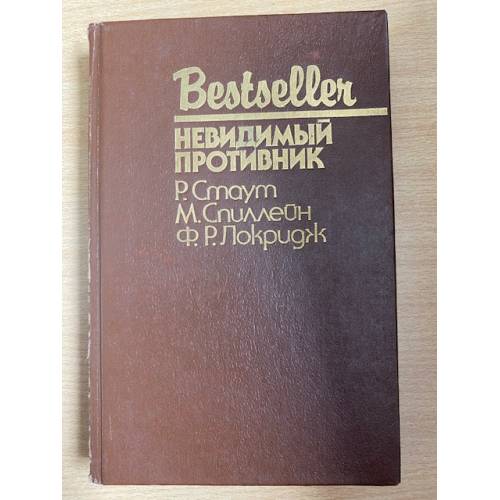 Bestseller
НЕВИДИМЫЙ
ПРОТИВНИК
Р. Стаут
М. Спиллейн
Ф. Р. Локридж